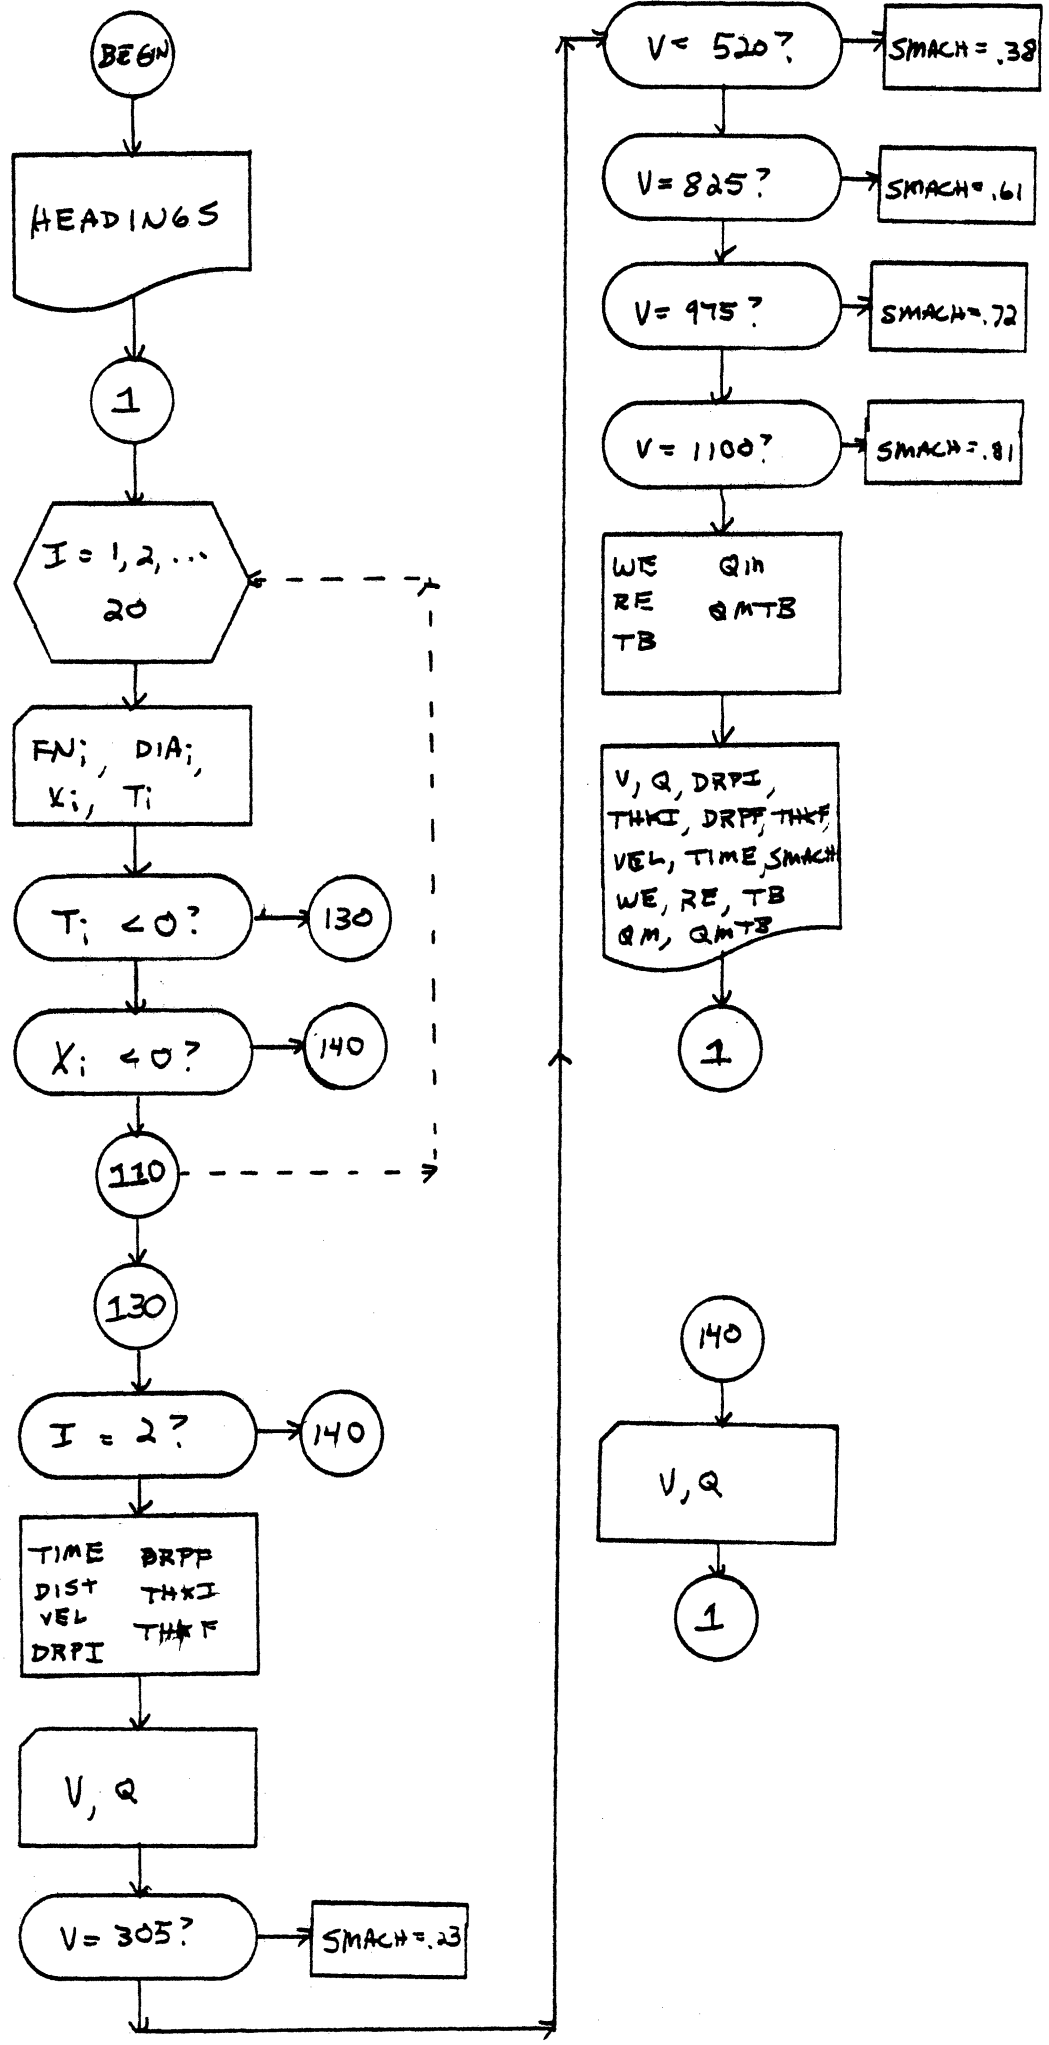 BEGIN
HEADINGS
1
I = 1, 2, ...
20
FNi, DIAi,
Xi, Ti
Ti < 0?
130
Xi < 0?
140
110
130
I = 2?
140
TIME DRPF
DIST THKI
VEL THKF
DRPI
V, Q
V = 305?
SMACH = .23
V = 520?
SMACH = .38
V = 825?
SMACH = .61
V = 975?
SMACH = .72
V = 1100?
SMACH = .81
WE QM
RE QMTB
TB
V, Q, DRPI,
THKI, DRPF, THKF,
VEL, TIME, SMACH
WE, RE, TB
QM, QMTB
1
140
V, Q
1